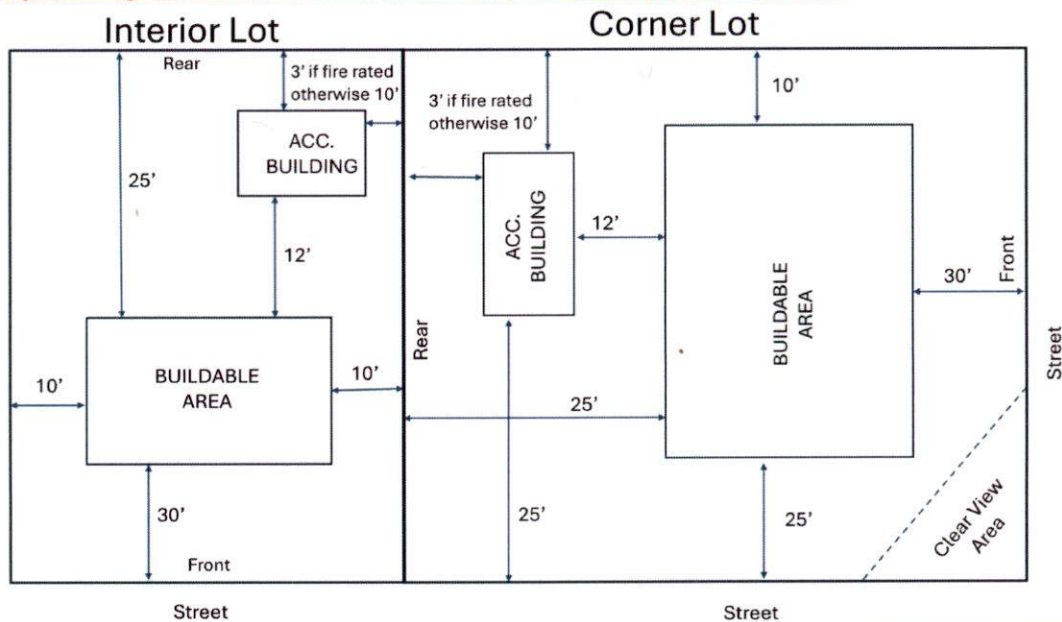 Interior Lot
Corner Lot
Rear
3' if fire rated
otherwise 10'
ACC.
BUILDING
25'
12'
10'
BUILDABLE
AREA
10'
30'
Front
Street
10'
3' if fire rated
otherwise 10'
ACC.
BUILDING
12'
BUILDABLE
AREA
30'
Front
Street
Rear
25'
25'
25'
Clear View
Area
Street